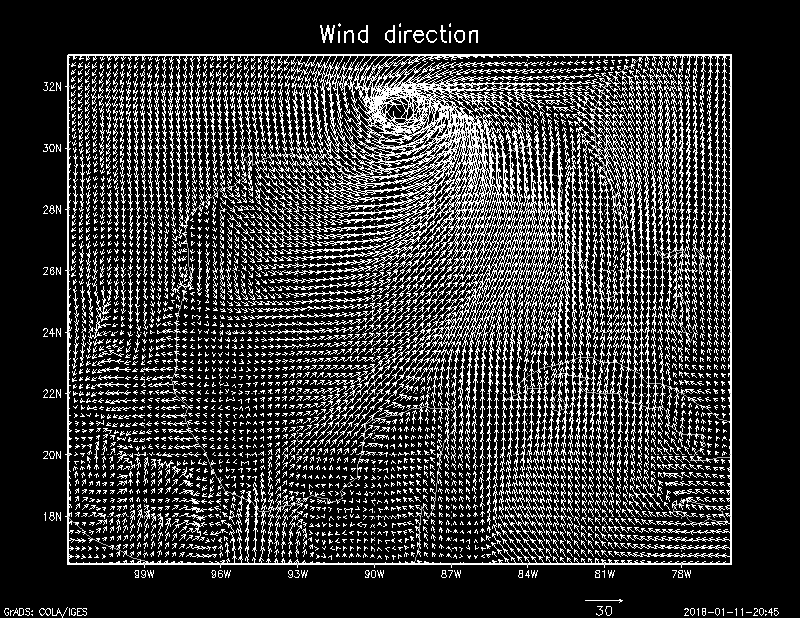 Wind direction
32N
30N
28N
26N
24N
22N
20N
18N
99W 96W 93W 90W 87W 84W 81W 78W
GrADS: COLA/IGES 30 2018-01-11-20:45